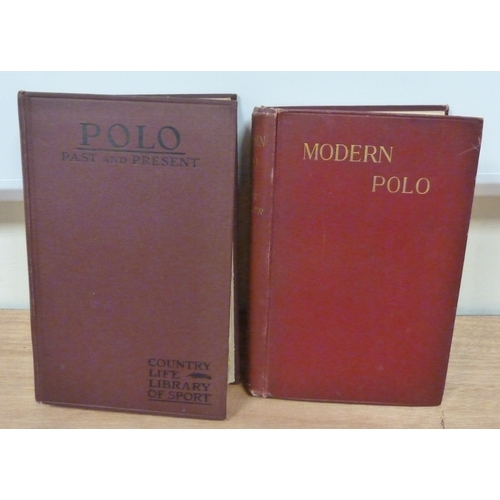 POLO
PAST AND PRESENT
COUNTRY
LIFE
LIBRARY
OF SPORT
MODERN
POLO